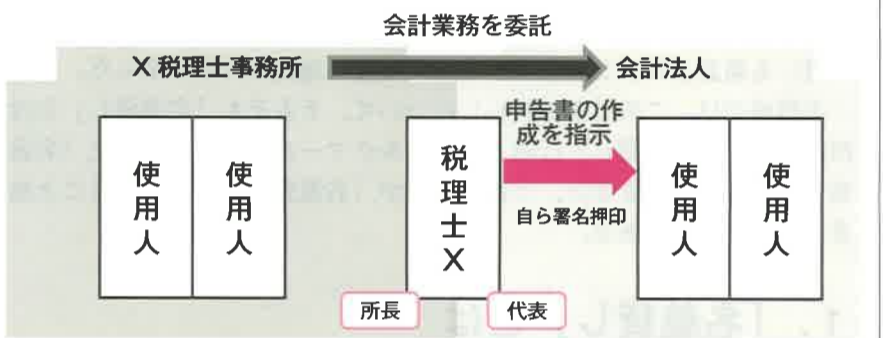 会計業務を委託
X税理士事務所
会計法人
申告書の作
成を指示
使用人
使用人
税理士X
自ら署名押印
使用人
使用人
所長
代表